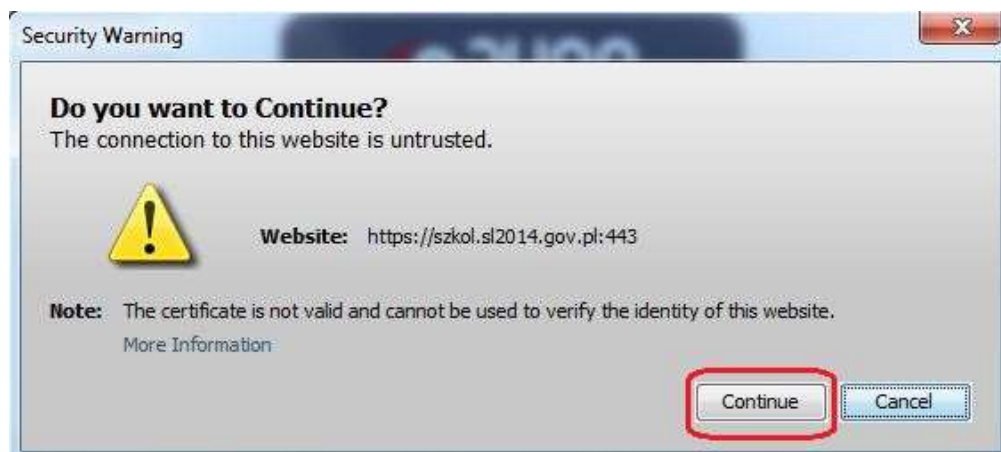 Security Warning
Do you want to Continue?
The connection to this website is untrusted.
Website: https://szkol.sl2014.gov.pl:443
Note: The certificate is not valid and cannot be used to verify the identity of this website.
More Information
Continue Cancel